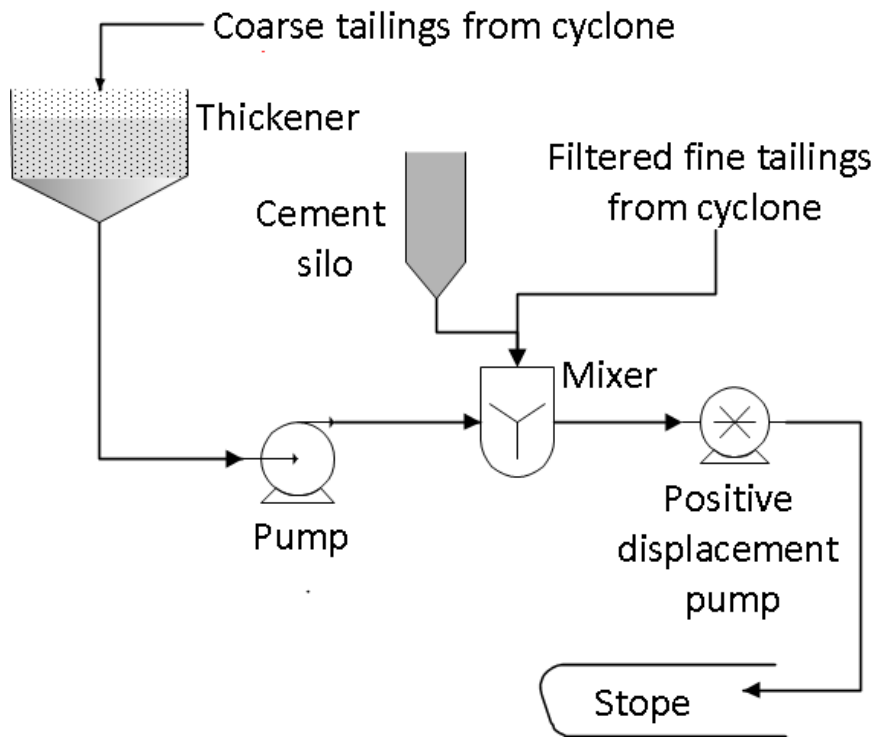 Coarse tailings from cyclone
Thickener
Filtered fine tailings
from cyclone
Cement
silo
Mixer
Pump
Positive
displacement
pump
Stope